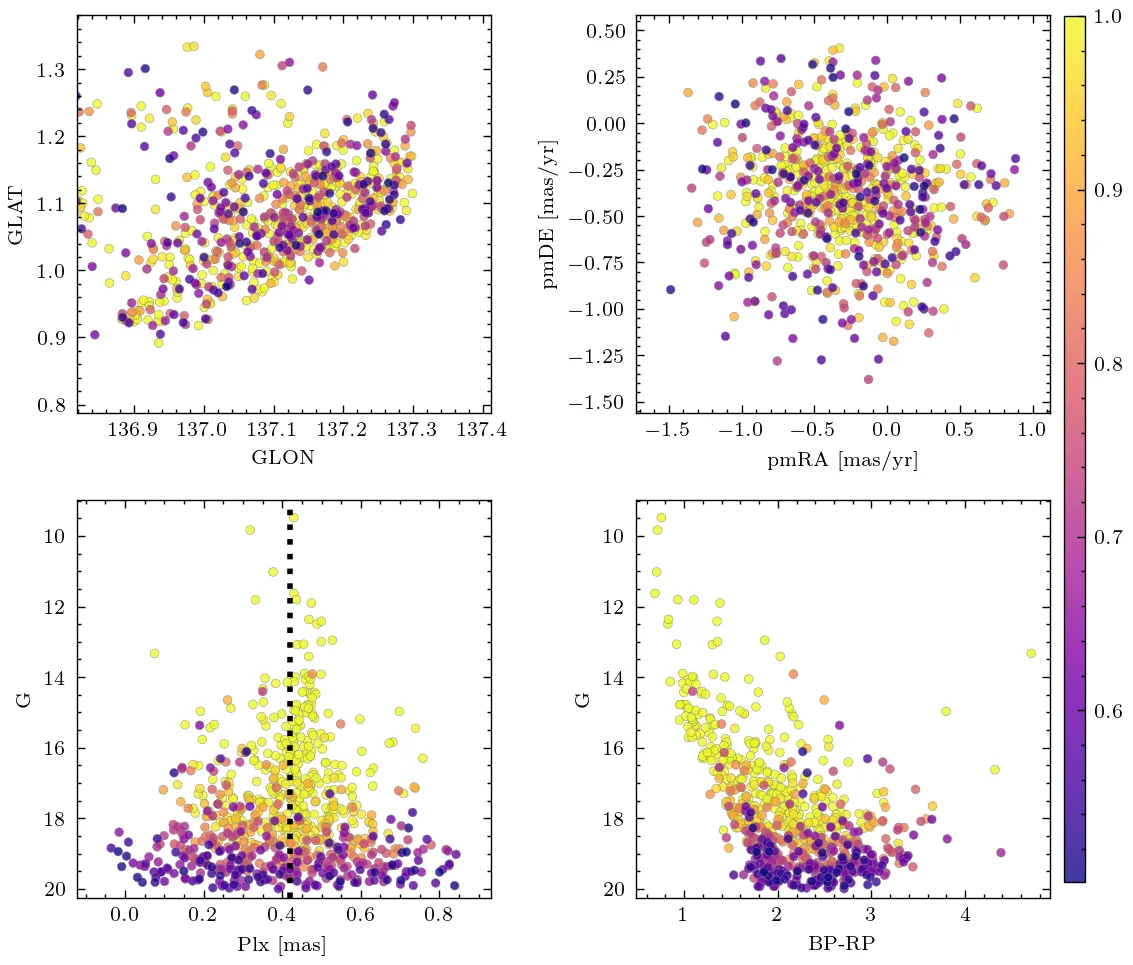 1.3
1.2
1.1
1.0
0.9
0.8
GLAT
136.9 137.0 137.1 137.2 137.3 137.4
GLON
0.50
0.25
0.00
−0.25
−0.50
−0.75
−1.00
−1.25
−1.50
pmDE [mas/yr]
−1.5 −1.0 −0.5 0.0 0.5 1.0
pmRA [mas/yr]
1.0
0.9
0.8
0.7
0.6
10
12
14
16
18
20
G
0.0 0.2 0.4 0.6 0.8
Plx [mas]
10
12
14
16
18
20
G
1 2 3 4
BP-RP